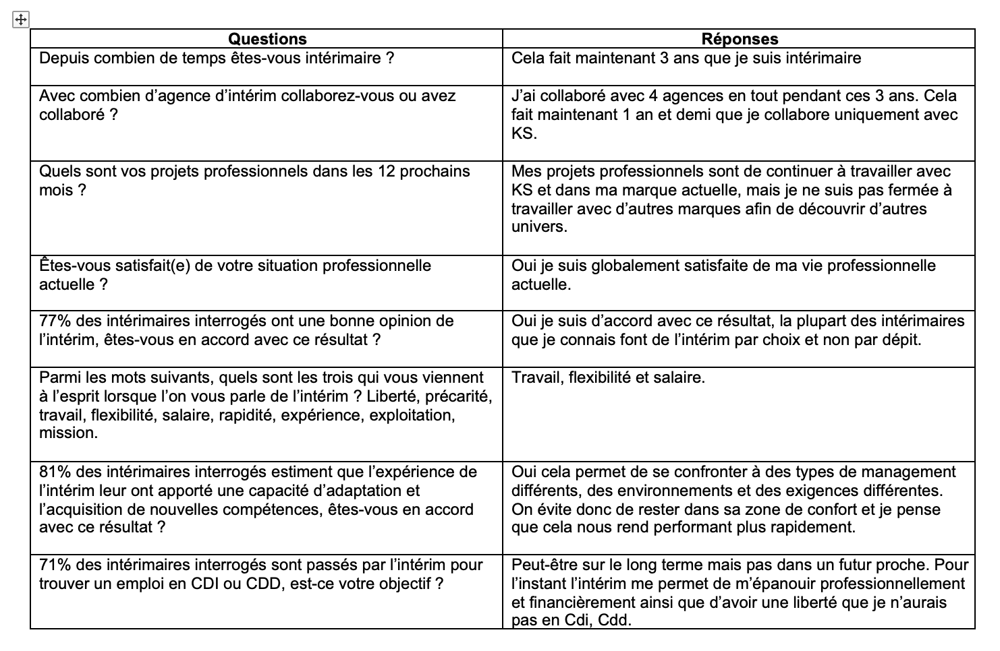 Questions
Réponses
Depuis combien de temps êtes-vous intérimaire ?
Cela fait maintenant 3 ans que je suis intérimaire
Avec combien d’agence d’intérim collaborez-vous ou avez
collaboré ?
J’ai collaboré avec 4 agences en tout pendant ces 3 ans. Cela
fait maintenant 1 an et demi que je collabore uniquement avec
KS.
Quels sont vos projets professionnels dans les 12 prochains
mois ?
Mes projets professionnels sont de continuer à travailler avec
KS et dans ma marque actuelle, mais je ne suis pas fermée à
travailler avec d’autres marques afin de découvrir d’autres
univers.
Êtes-vous satisfait(e) de votre situation professionnelle
actuelle ?
Oui je suis globalement satisfaite de ma vie professionnelle
actuelle.
77% des intérimaires interrogés ont une bonne opinion de
l’intérim, êtes-vous en accord avec ce résultat ?
Oui je suis d’accord avec ce résultat, la plupart des intérimaires
que je connais font de l’intérim par choix et non par dépit.
Parmi les mots suivants, quels sont les trois qui vous viennent
à l’esprit lorsque l’on vous parle de l’intérim ? Liberté, précarité,
travail, flexibilité, salaire, rapidité, expérience, exploitation,
mission.
Travail, flexibilité et salaire.
81% des intérimaires interrogés estiment que l’expérience de
l’intérim leur ont apporté une capacité d’adaptation et
l’acquisition de nouvelles compétences, êtes-vous en accord
avec ce résultat ?
Oui cela permet de se confronter à des types de management
différents, des environnements et des exigences différentes.
On évite donc de rester dans sa zone de confort et je pense
que cela nous rend performant plus rapidement.
71% des intérimaires interrogés sont passés par l’intérim pour
trouver un emploi en CDI ou CDD, est-ce votre objectif ?
Peut-être sur le long terme mais pas dans un futur proche. Pour
l’instant l’intérim me permet de m’épanouir professionnellement
et financièrement ainsi que d’avoir une liberté que je n’aurais
pas en Cdi, Cdd.